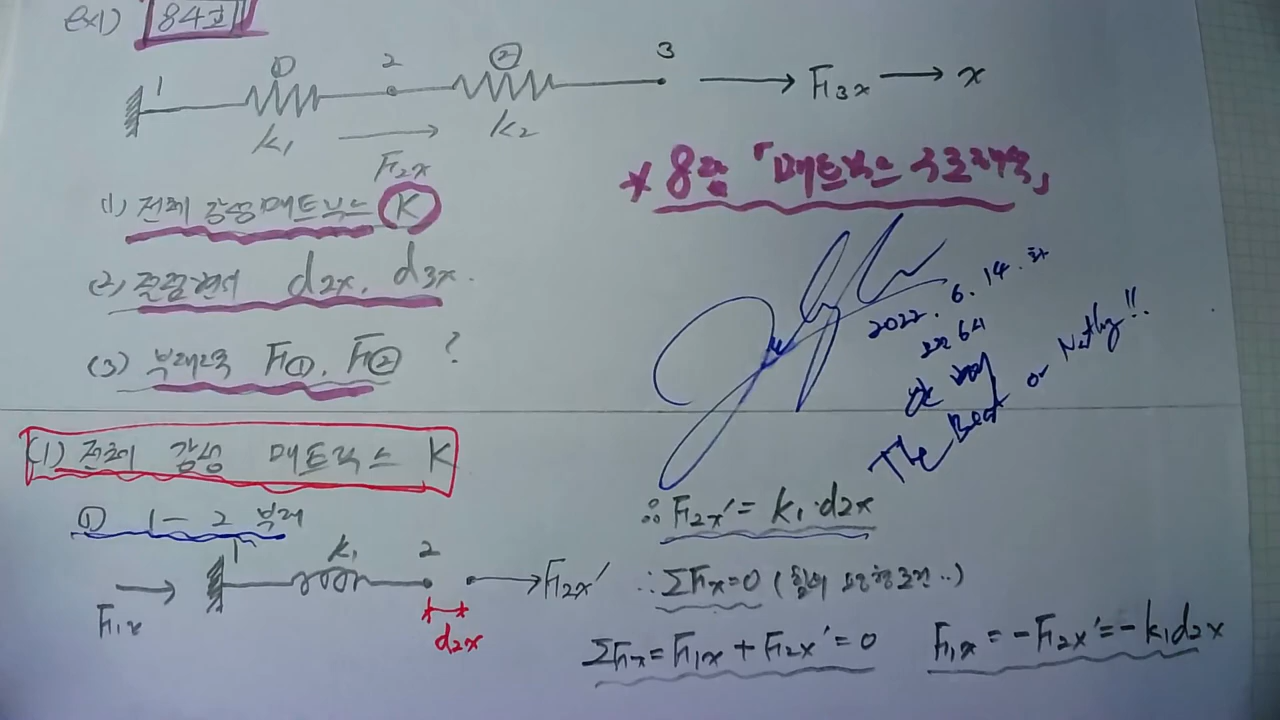 ex1) 84회
1 ① 2 ② 3
k1 k2 F3x x
F2x
* 8장 「매트릭스 구조해석」
(1) 전체 강성 매트릭스 K
(2) 절점변위 d2x, d3x.
(3) 부재력 F①, F② ?
2022. 6. 14. 화
The Best or Nothing!!
(1) 전체 강성 매트릭스 K
① 1 - 2 부재
1 k1 2
F1x F2x'
d2x
∴ F2x' = k1·d2x
∴ ΣFx=0 (힘의 평형조건..)
ΣFx = F1x + F2x' = 0 F1x = -F2x' = -k1d2x